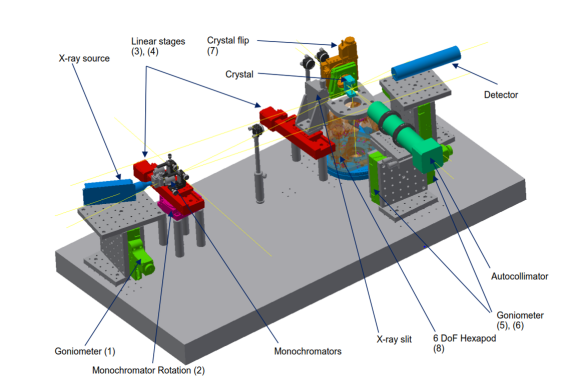 Linear stages
(3), (4)
Crystal flip
(7)
X-ray source
Crystal
Detector
Autocollimator
Goniometer
(5), (6)
Goniometer (1)
Monochromators
X-ray slit
6 DoF Hexapod
(8)
Monochromator Rotation (2)